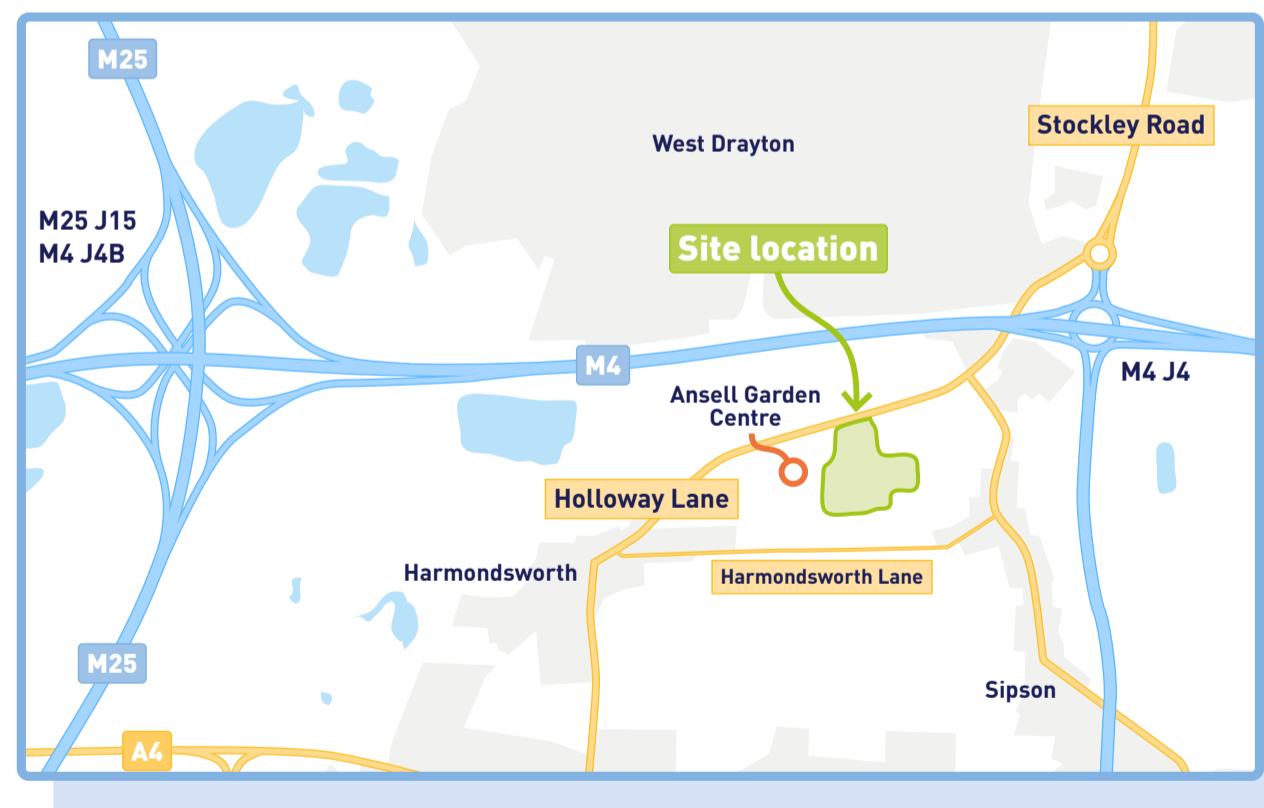 M25
Stockley Road
West Drayton
M25 J15
M4 J4B
Site location
M4
M4 J4
Ansell Garden
Centre
Holloway Lane
Harmondsworth
Harmondsworth Lane
M25
Sipson
A4